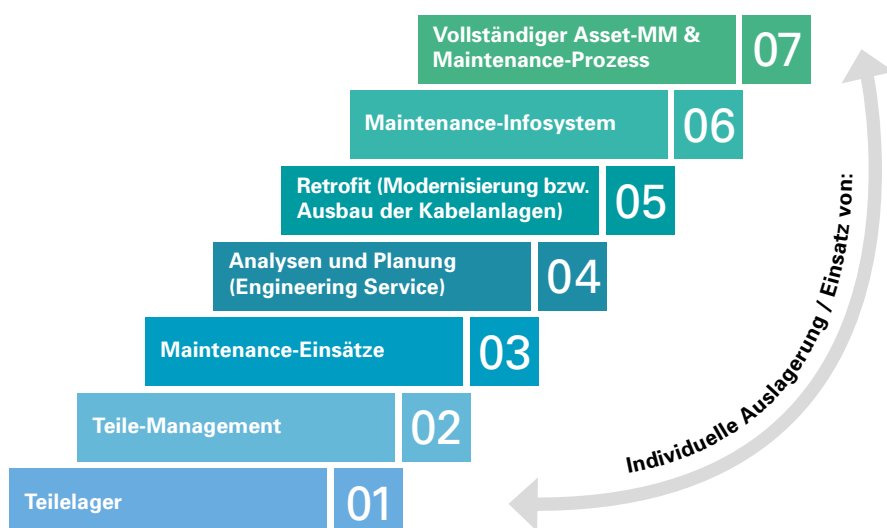 Vollständiger Asset-MM &
Maintenance-Prozess
07
Maintenance-Infosystem
06
Retrofit (Modernisierung bzw.
Ausbau der Kabelanlagen)
05
Analysen und Planung
(Engineering Service)
04
Maintenance-Einsätze
03
Teile-Management
02
Teilelager
01
Individuelle Auslagerung / Einsatz von: